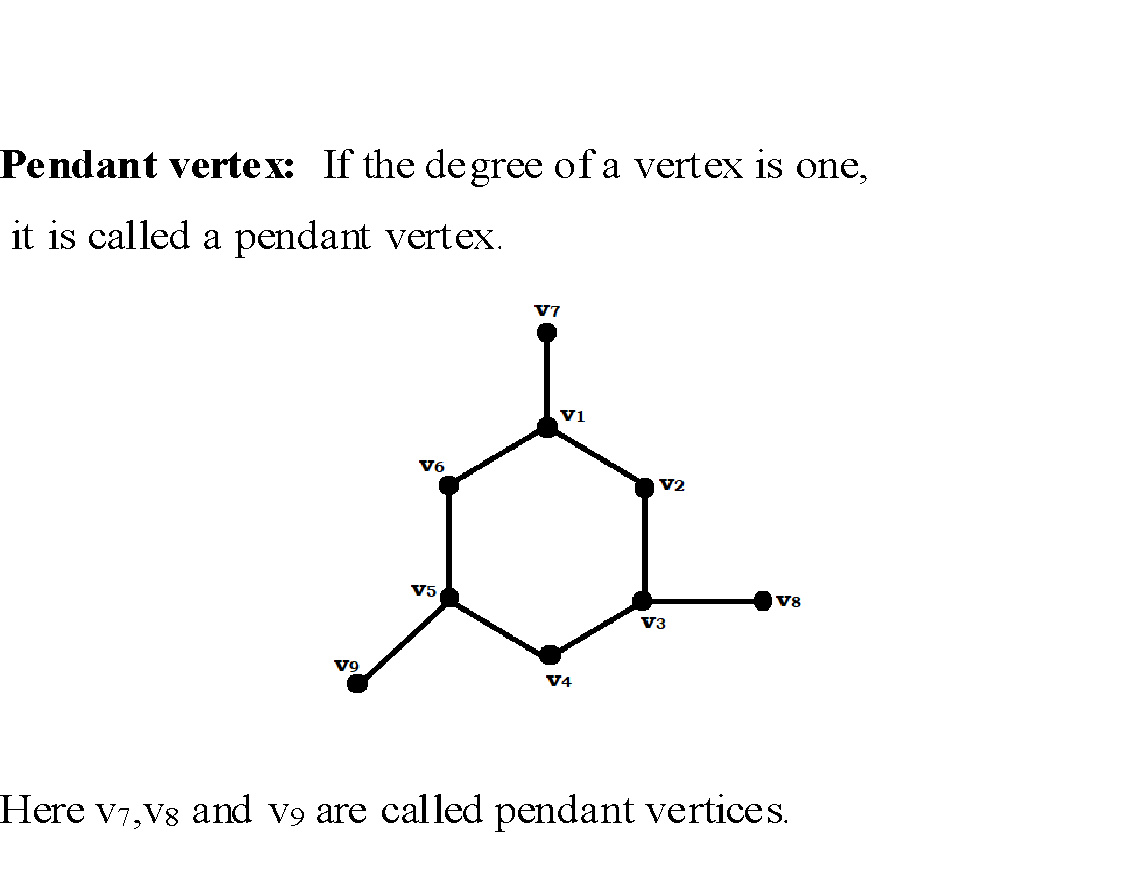 Pendant vertex: If the degree of a vertex is one,
it is called a pendant vertex.
v7
v1
v6
v2
v5
v8
v3
v9
v4
Here v₇,v₈ and v₉ are called pendant vertices.